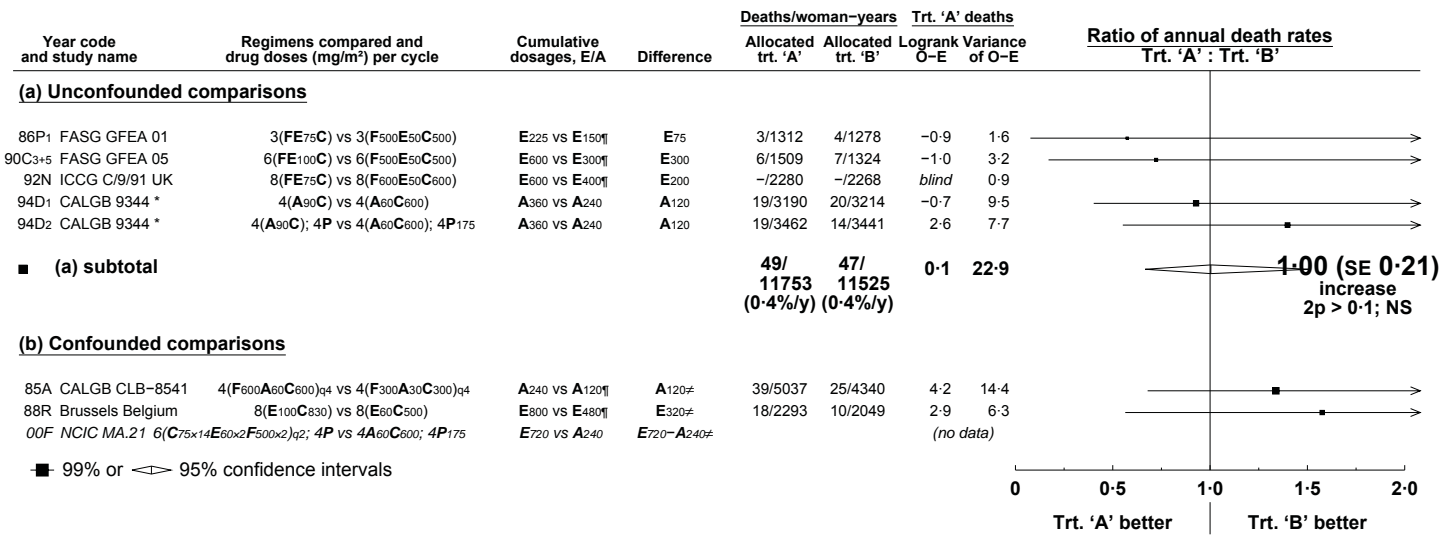 Deaths/woman−years Trt. ‘A’ deaths
Year code and study name Regimens compared and drug doses (mg/m²) per cycle Cumulative dosages, E/A Difference Allocated trt. ‘A’ Allocated trt. ‘B’ Logrank O−E Variance of O−E Ratio of annual death rates Trt. ‘A’ : Trt. ‘B’
(a) Unconfounded comparisons
86P1 FASG GFEA 01 3(FE75C) vs 3(F500E50C500) E225 vs E150¶ E75 3/1312 4/1278 −0·9 1·6
90C3+5 FASG GFEA 05 6(FE100C) vs 6(F500E50C500) E600 vs E300¶ E300 6/1509 7/1324 −1·0 3·2
92N ICCG C/9/91 UK 8(FE75C) vs 8(F600E50C600) E600 vs E400¶ E200 −/2280 −/2268 blind 0·9
94D1 CALGB 9344 * 4(A90C) vs 4(A60C600) A360 vs A240 A120 19/3190 20/3214 −0·7 9·5
94D2 CALGB 9344 * 4(A90C); 4P vs 4(A60C600); 4P175 A360 vs A240 A120 19/3462 14/3441 2·6 7·7
(a) subtotal 49/ 11753 (0·4%/y) 47/ 11525 (0·4%/y) 0·1 22·9 1·00 (SE 0·21)
increase
2p > 0·1; NS
(b) Confounded comparisons
85A CALGB CLB−8541 4(F600A60C600)q4 vs 4(F300A30C300)q4 A240 vs A120¶ A120≠ 39/5037 25/4340 4·2 14·4
88R Brussels Belgium 8(E100C830) vs 8(E60C500) E800 vs E480¶ E320≠ 18/2293 10/2049 2·9 6·3
00F NCIC MA.21 6(C75×14E60×2F500×2)q2; 4P vs 4A60C600; 4P175 E720 vs A240 E720−A240≠ (no data)
99% or 95% confidence intervals
0 0·5 1·0 1·5 2·0
Trt. ‘A’ better Trt. ‘B’ better